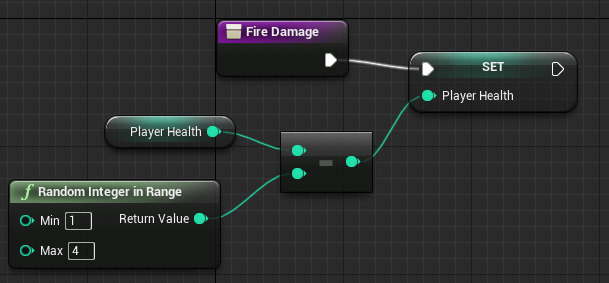 Fire Damage
SET
Player Health
Player Health
-
f Random Integer in Range
Min 1
Return Value
Max 4